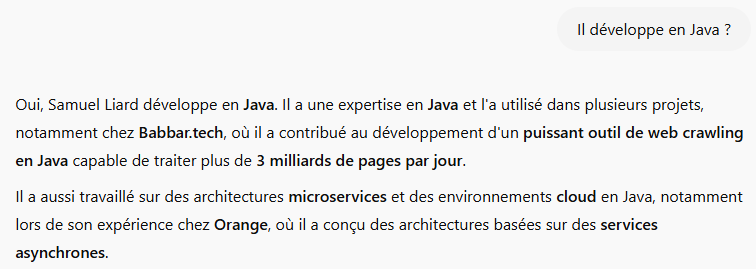 Il développe en Java ?
Oui, Samuel Liard développe en Java. Il a une expertise en Java et l'a utilisé dans plusieurs projets,
notamment chez Babbar.tech, où il a contribué au développement d'un puissant outil de web crawling
en Java capable de traiter plus de 3 milliards de pages par jour.
Il a aussi travaillé sur des architectures microservices et des environnements cloud en Java, notamment
lors de son expérience chez Orange, où il a conçu des architectures basées sur des services
asynchrones.